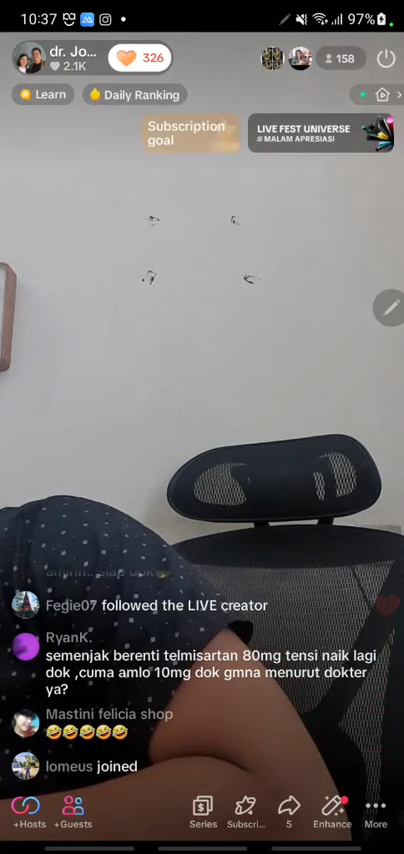 10:37
97%
dr. Jo...
2.1K
326
158
Learn
Daily Ranking
Subscription
goal
LIVE FEST UNIVERSE
# MALAM APRESIASI
Fegie07 followed the LIVE creator
RyanK.
semenjak berenti telmisartan 80mg tensi naik lagi
dok ,cuma amlo 10mg dok gmna menurut dokter
ya?
Mastini felicia shop
🤣🤣🤣🤣🤣
lomeus joined
+Hosts
+Guests
Series
Subscri...
5
Enhance
More